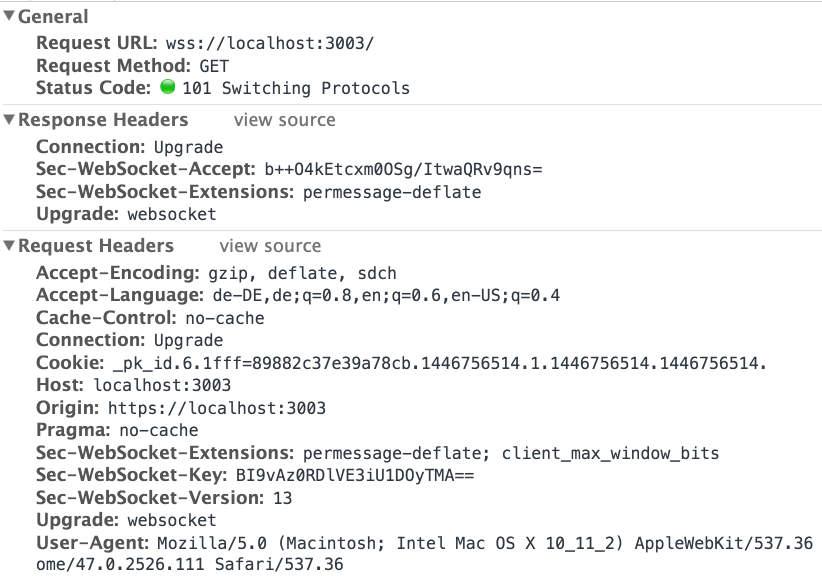 General
Request URL: wss://localhost:3003/
Request Method: GET
Status Code: 101 Switching Protocols
Response Headers view source
Connection: Upgrade
Sec-WebSocket-Accept: b++O4kEtcxm0OSg/ItwaQRv9qns=
Sec-WebSocket-Extensions: permessage-deflate
Upgrade: websocket
Request Headers view source
Accept-Encoding: gzip, deflate, sdch
Accept-Language: de-DE,de;q=0.8,en;q=0.6,en-US;q=0.4
Cache-Control: no-cache
Connection: Upgrade
Cookie: _pk_id.6.1fff=89882c37e39a78cb.1446756514.1.1446756514.1446756514.
Host: localhost:3003
Origin: https://localhost:3003
Pragma: no-cache
Sec-WebSocket-Extensions: permessage-deflate; client_max_window_bits
Sec-WebSocket-Key: BI9vAz0RDlVE3iU1DOyTMA==
Sec-WebSocket-Version: 13
Upgrade: websocket
User-Agent: Mozilla/5.0 (Macintosh; Intel Mac OS X 10_11_2) AppleWebKit/537.36
ome/47.0.2526.111 Safari/537.36